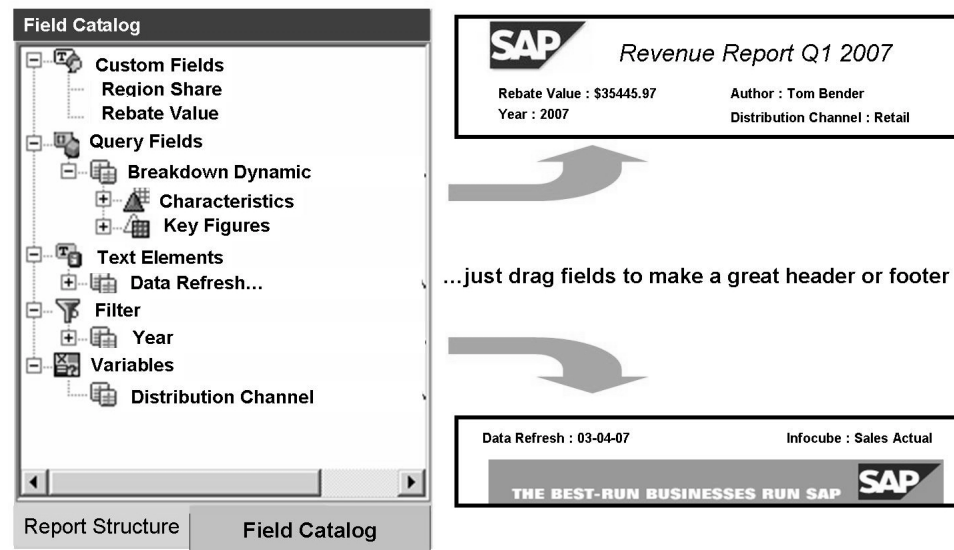 Field Catalog
Custom Fields
Region Share
Rebate Value
Query Fields
Breakdown Dynamic
Characteristics
Key Figures
Text Elements
Data Refresh…
Filter
Year
Variables
Distribution Channel
Report Structure
Field Catalog
SAP
Revenue Report Q1 2007
Rebate Value : $35445.97
Author : Tom Bender
Year : 2007
Distribution Channel : Retail
…just drag fields to make a great header or footer
Data Refresh : 03-04-07
Infocube : Sales Actual
THE BEST-RUN BUSINESSES RUN SAP
SAP